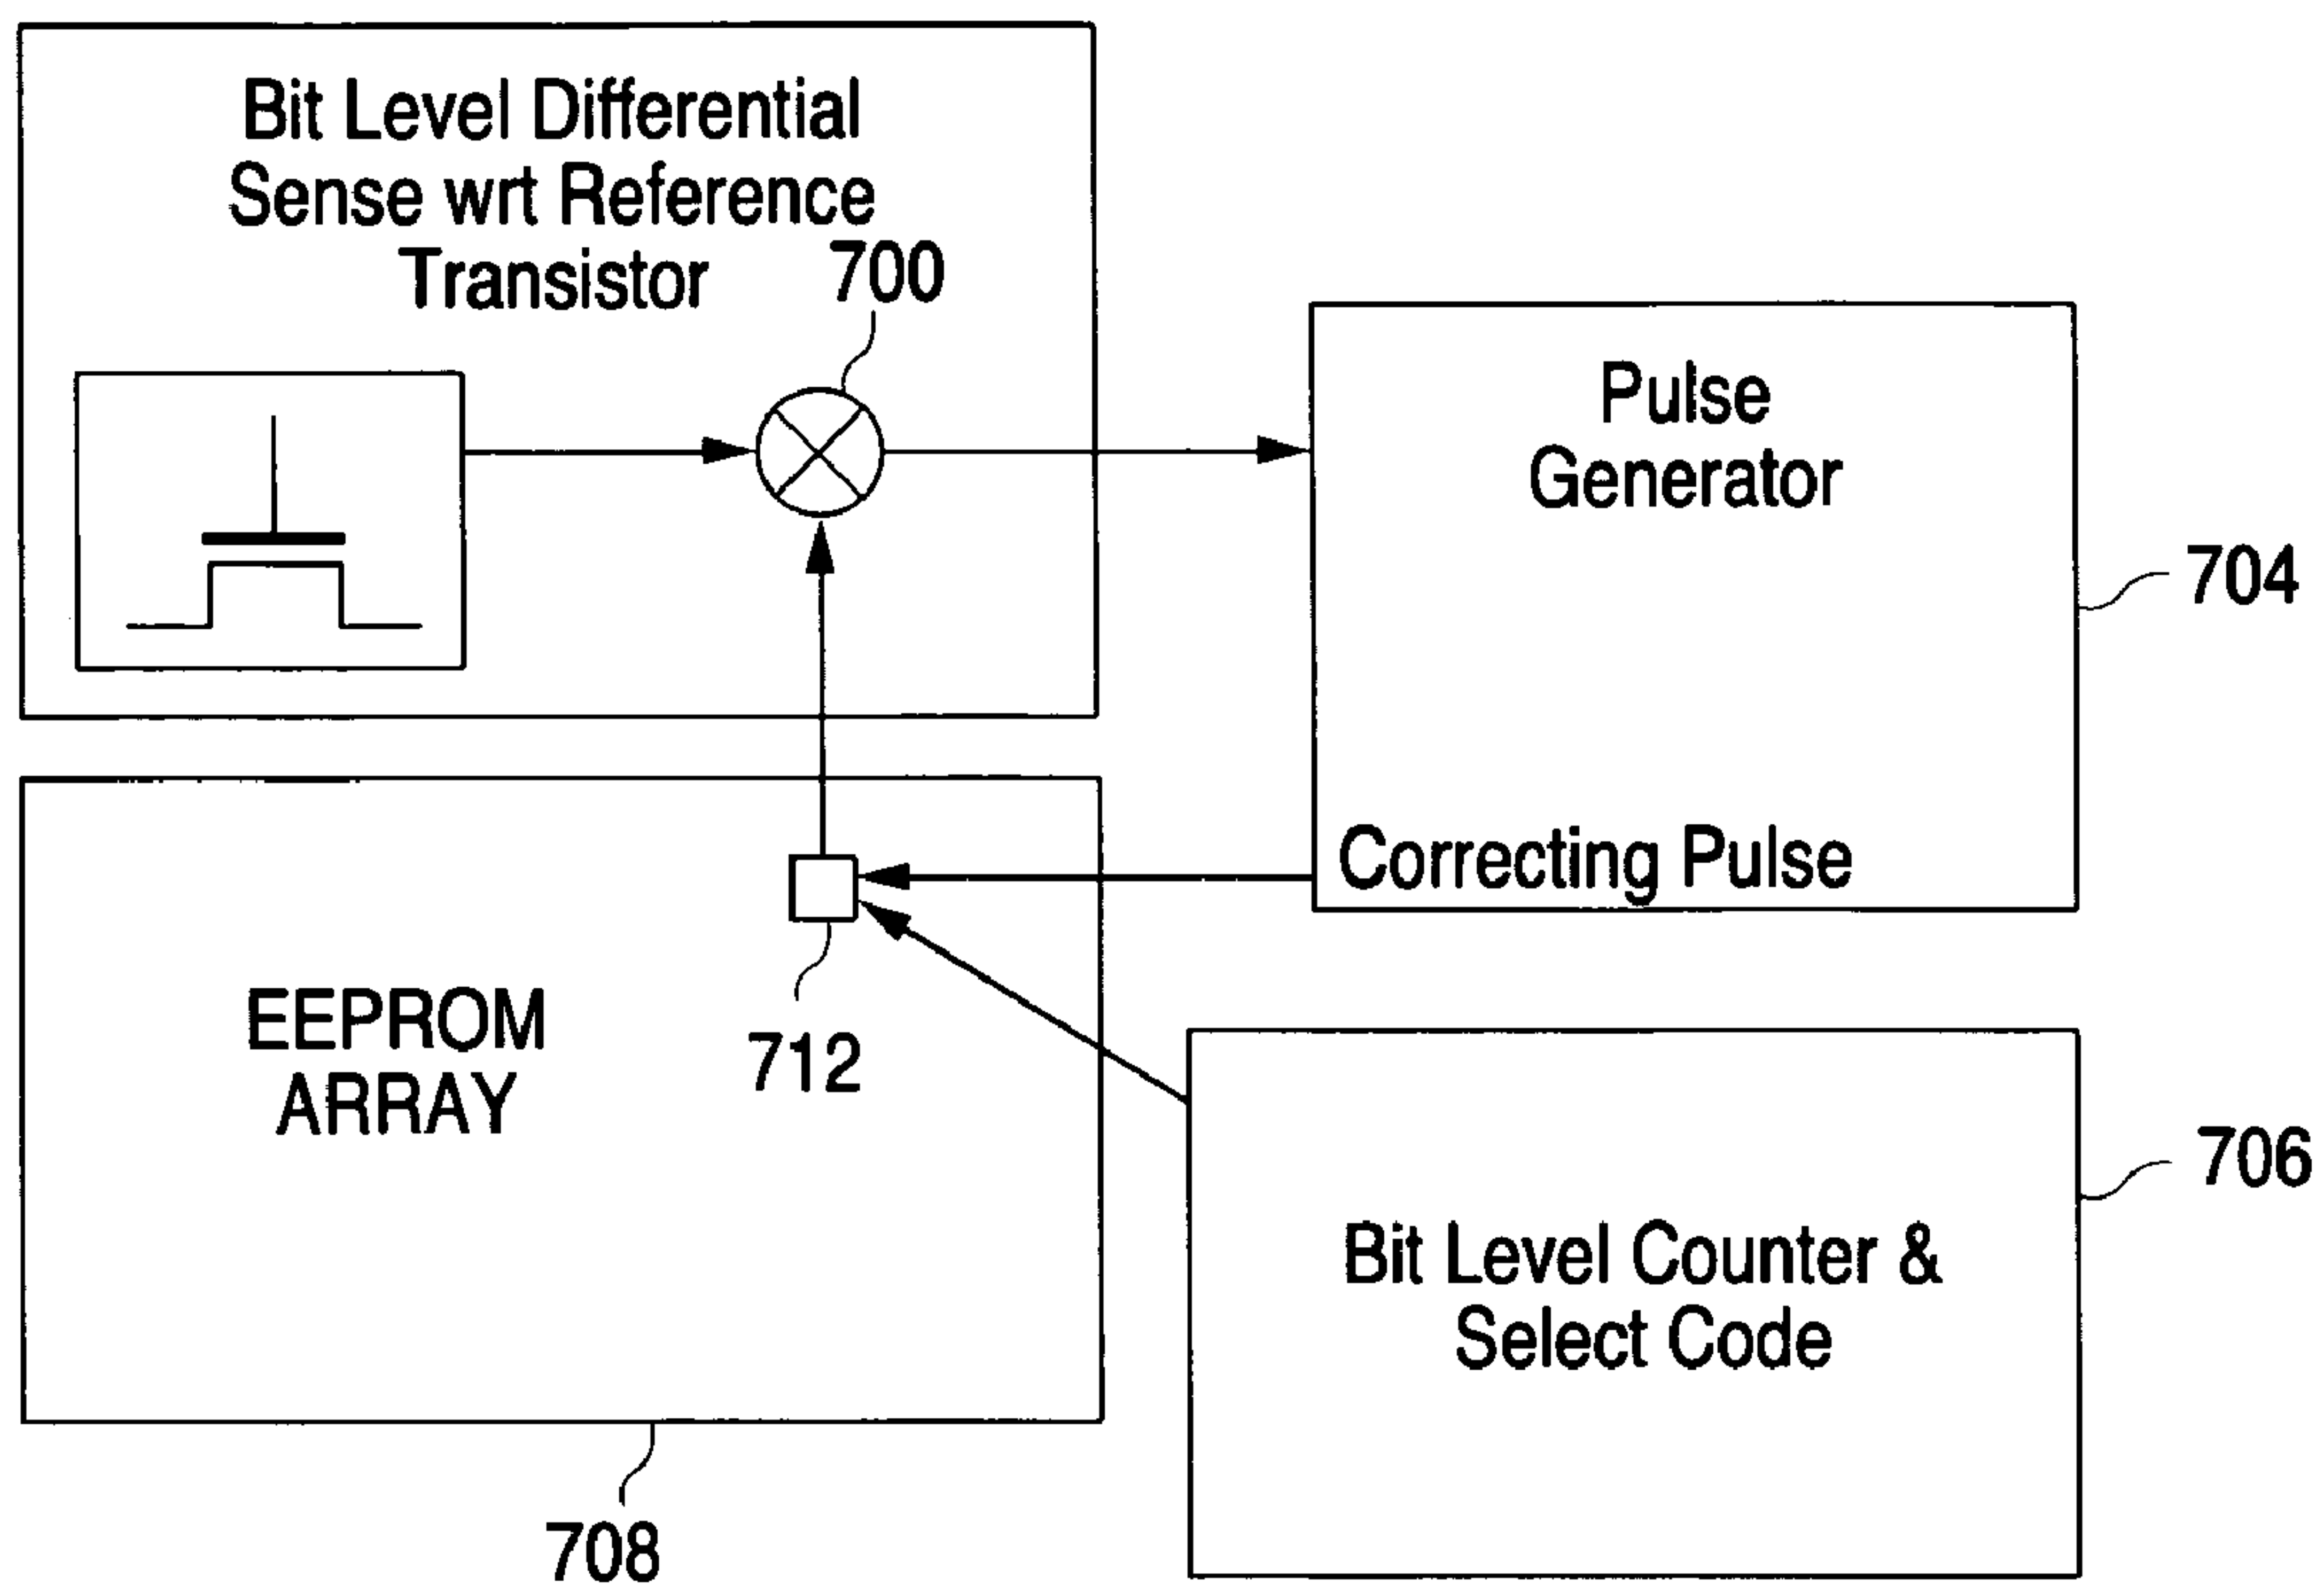 Bit Level Differential
Sense wrt Reference
Transistor
700
Pulse
Generator
704
Correcting Pulse
EEPROM
ARRAY
712
706
Bit Level Counter &
Select Code
708